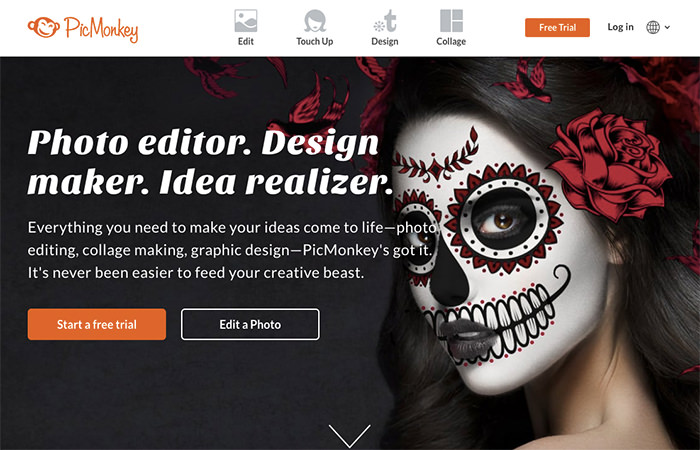 PicMonkey
Edit
Touch Up
Design
Collage
Free Trial
Log in
Photo editor. Design
maker. Idea realizer.
Everything you need to make your ideas come to life—photo
editing, collage making, graphic design—PicMonkey's got it.
It's never been easier to feed your creative beast.
Start a free trial
Edit a Photo